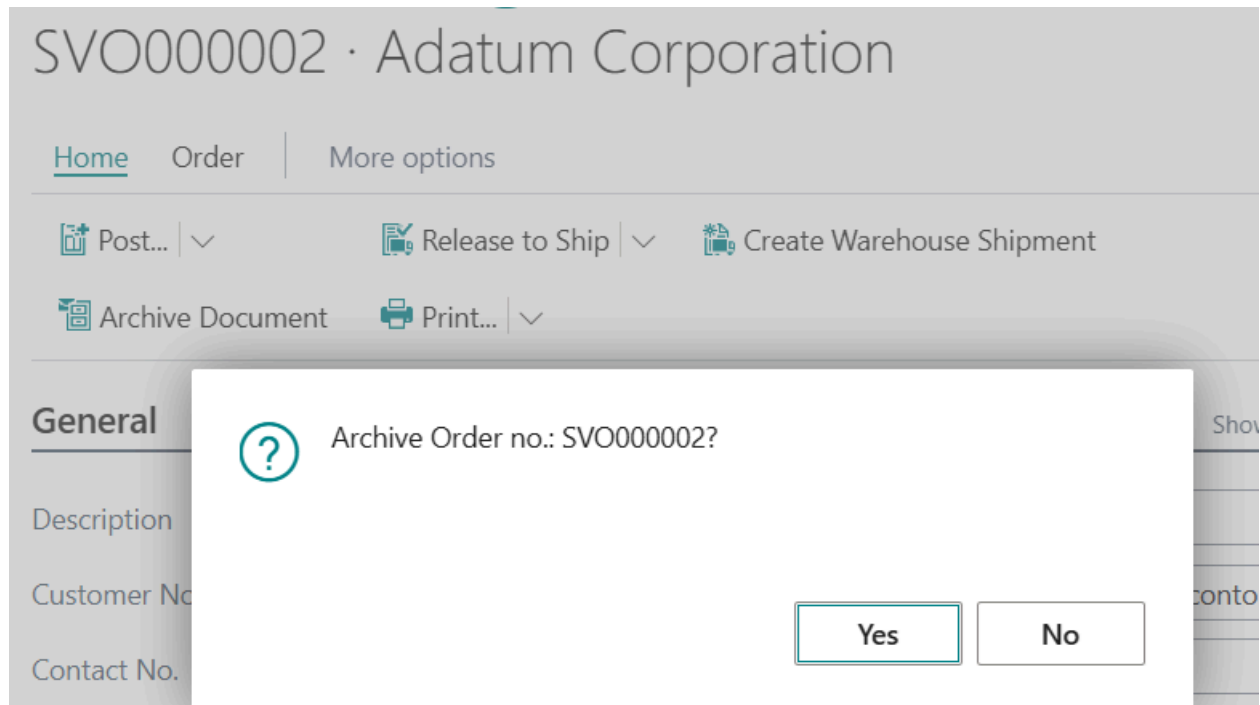 SVO000002 · Adatum Corporation
Home Order More options
Post... Release to Ship Create Warehouse Shipment
Archive Document Print...
General
Archive Order no.: SVO000002?
Description
Customer
Contact No.
Yes No